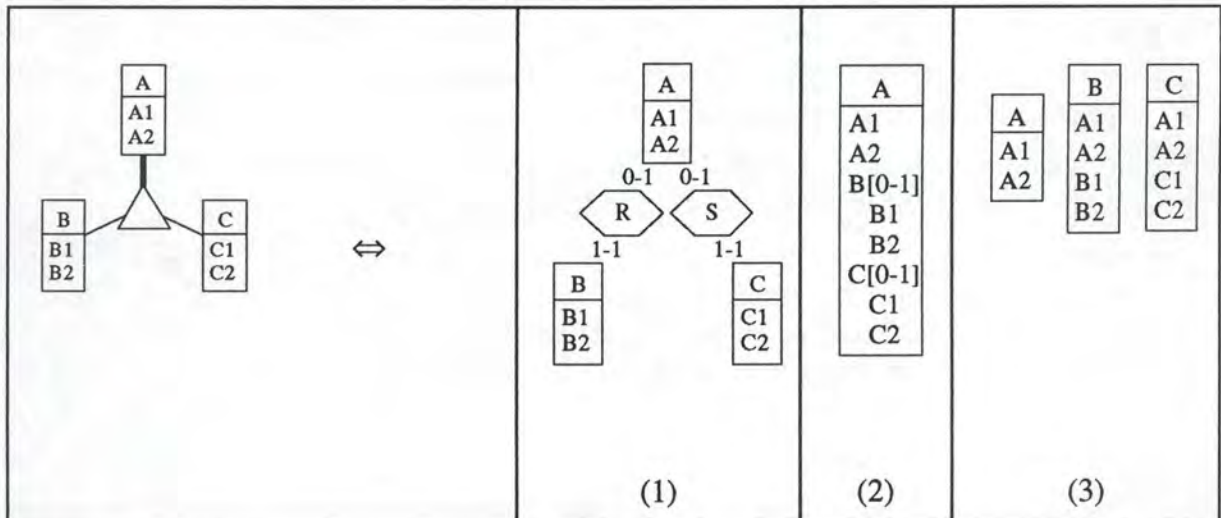 A
A1
A2
B
B1
B2
C
C1
C2
⇔
A
A1
A2
0-1 0-1
R S
1-1 1-1
B
B1
B2
C
C1
C2
(1)
A
A1
A2
B[0-1]
B1
B2
C[0-1]
C1
C2
(2)
A
A1
A2
B
A1
A2
B1
B2
C
A1
A2
C1
C2
(3)